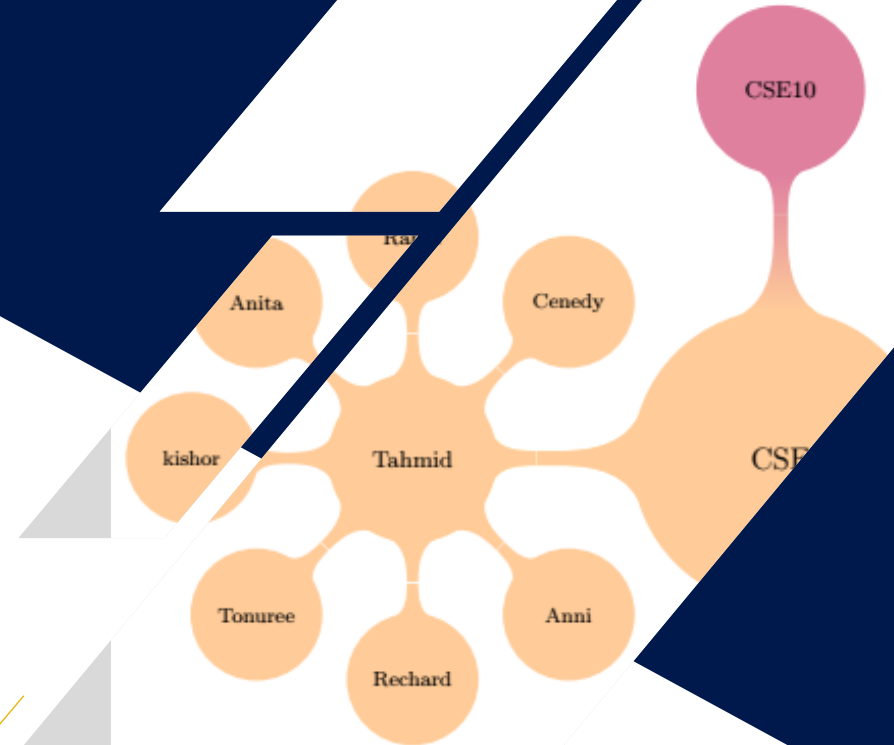 CSE10
Cenedy
Anita
kishor
Tahmid
Tonuree
Anni
Rechard